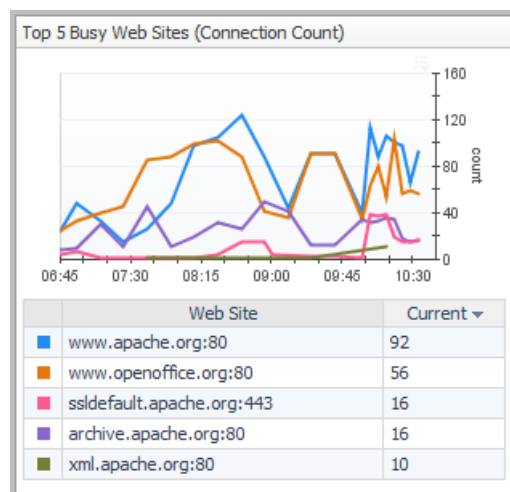 Top 5 Busy Web Sites (Connection Count)
160
120
80
40
0
count
06:45 07:30 08:15 09:00 09:45 10:30
Web Site Current
www.apache.org:80 92
www.openoffice.org:80 56
ssldefault.apache.org:443 16
archive.apache.org:80 16
xml.apache.org:80 10